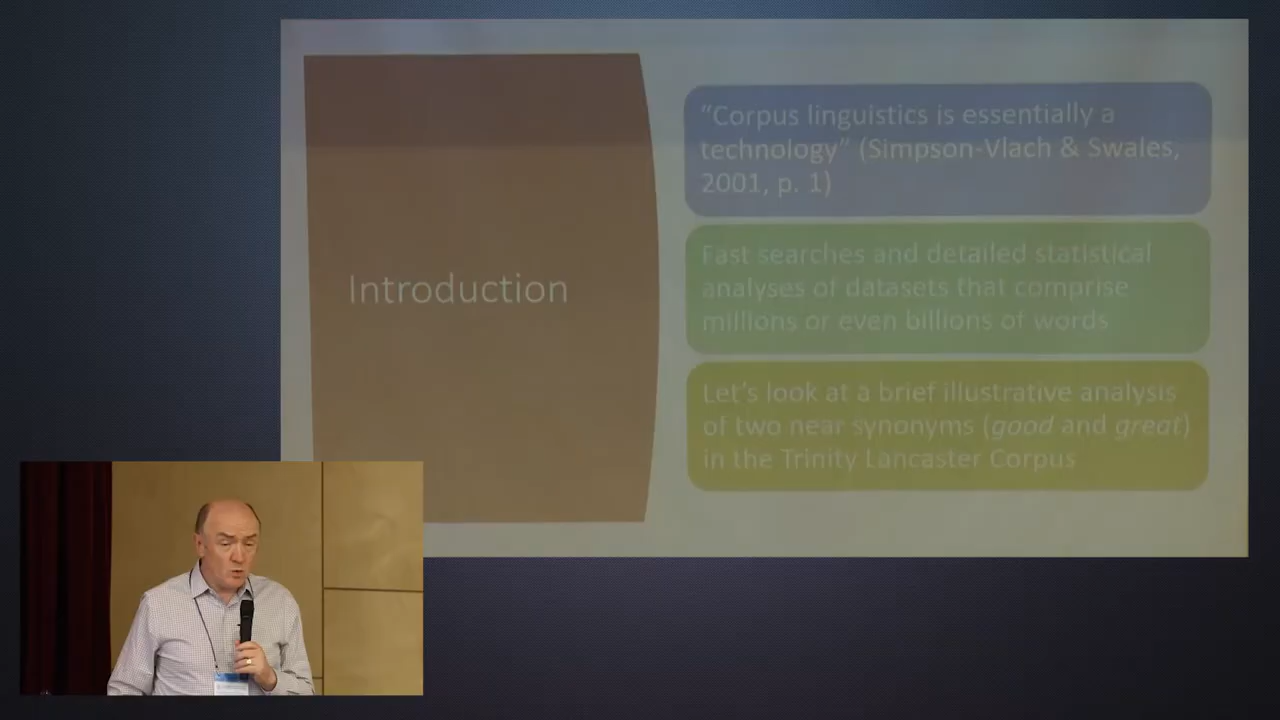 Introduction
“Corpus linguistics is essentially a
technology” (Simpson-Vlach & Swales,
2001, p. 1)
Fast searches and detailed statistical
analyses of datasets that comprise
millions or even billions of words
Let’s look at a brief illustrative analysis
of two near synonyms (good and great)
in the Trinity Lancaster Corpus